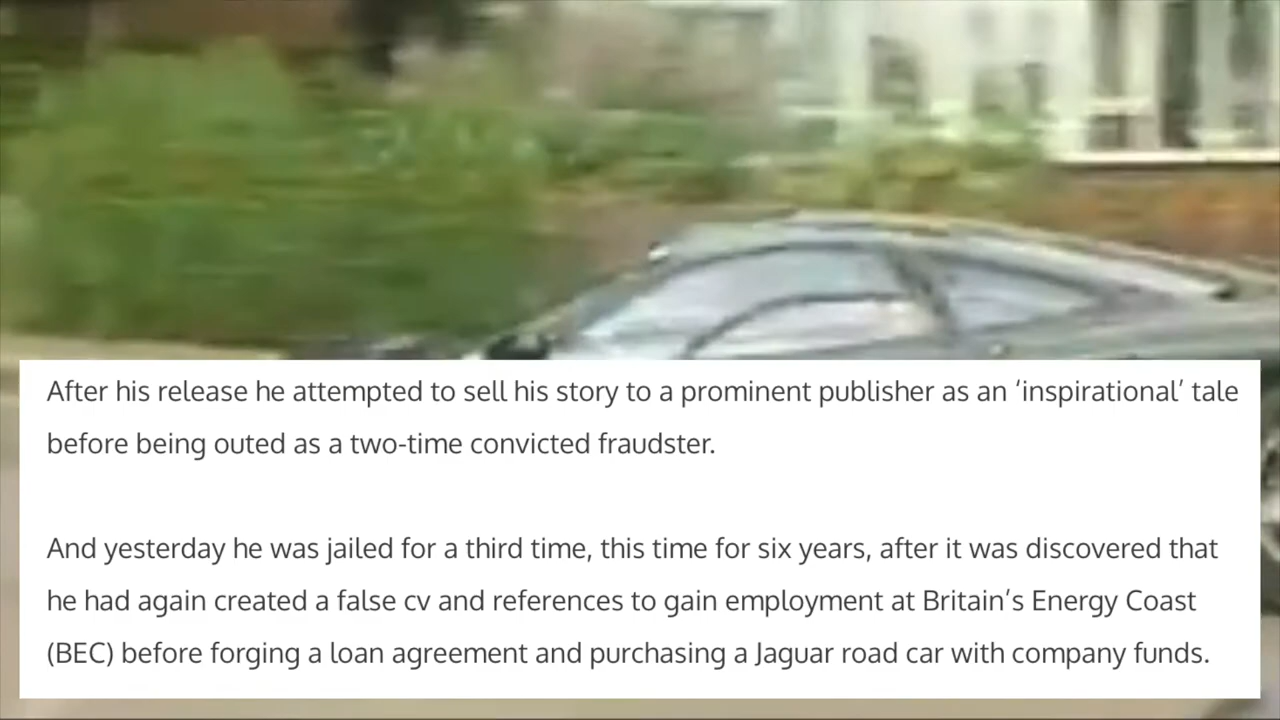 After his release he attempted to sell his story to a prominent publisher as an ‘inspirational’ tale
before being outed as a two-time convicted fraudster.
And yesterday he was jailed for a third time, this time for six years, after it was discovered that
he had again created a false cv and references to gain employment at Britain’s Energy Coast
(BEC) before forging a loan agreement and purchasing a Jaguar road car with company funds.